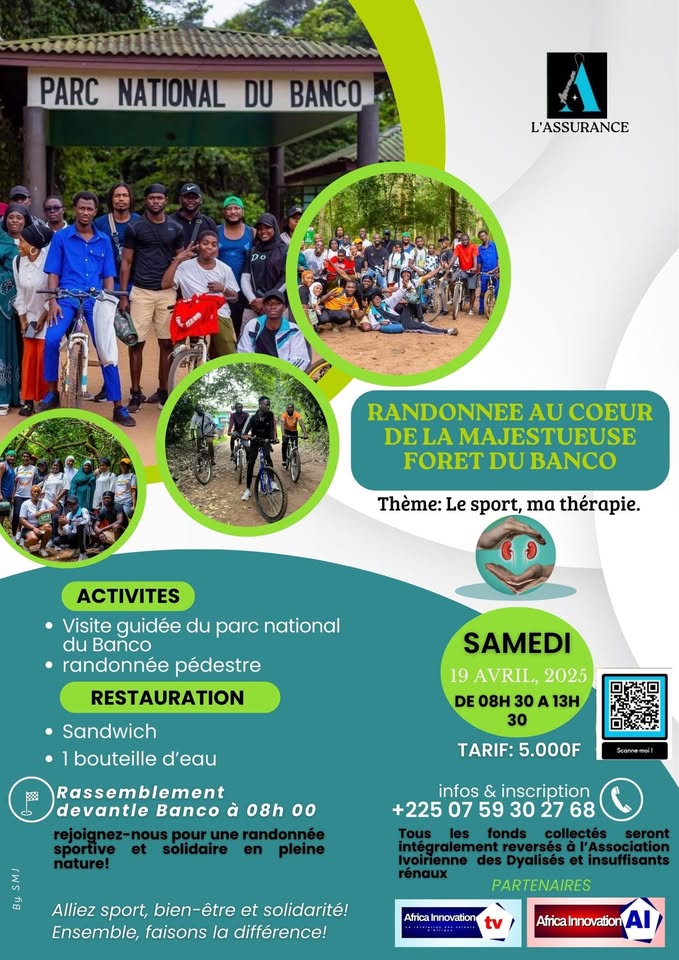 PARC NATIONAL DU BANCO
A
L'ASSURANCE
RANDONNEE AU COEUR
DE LA MAJESTUEUSE
FORET DU BANCO
Thème: Le sport, ma thérapie.
ACTIVITES
• Visite guidée du parc national
du Banco
• randonnée pédestre
RESTAURATION
• Sandwich
• 1 bouteille d'eau
SAMEDI
19 AVRIL, 2025
DE 08H 30 A 13H
30
TARIF: 5.000F
Scanne-moi !
Rassemblement
devantle Banco à 08h 00
rejoignez-nous pour une randonnée
sportive et solidaire en pleine
nature!
infos & inscription
+225 07 59 30 27 68
Tous les fonds collectés seront
intégralement reversés à l'Association
Ivoirienne des Dyalisés et insuffisants
rénaux
PARTENAIRES
Africa Innovation tv
Africa Innovation AI
Alliez sport, bien-être et solidarité!
Ensemble, faisons la différence!
By. SMJ